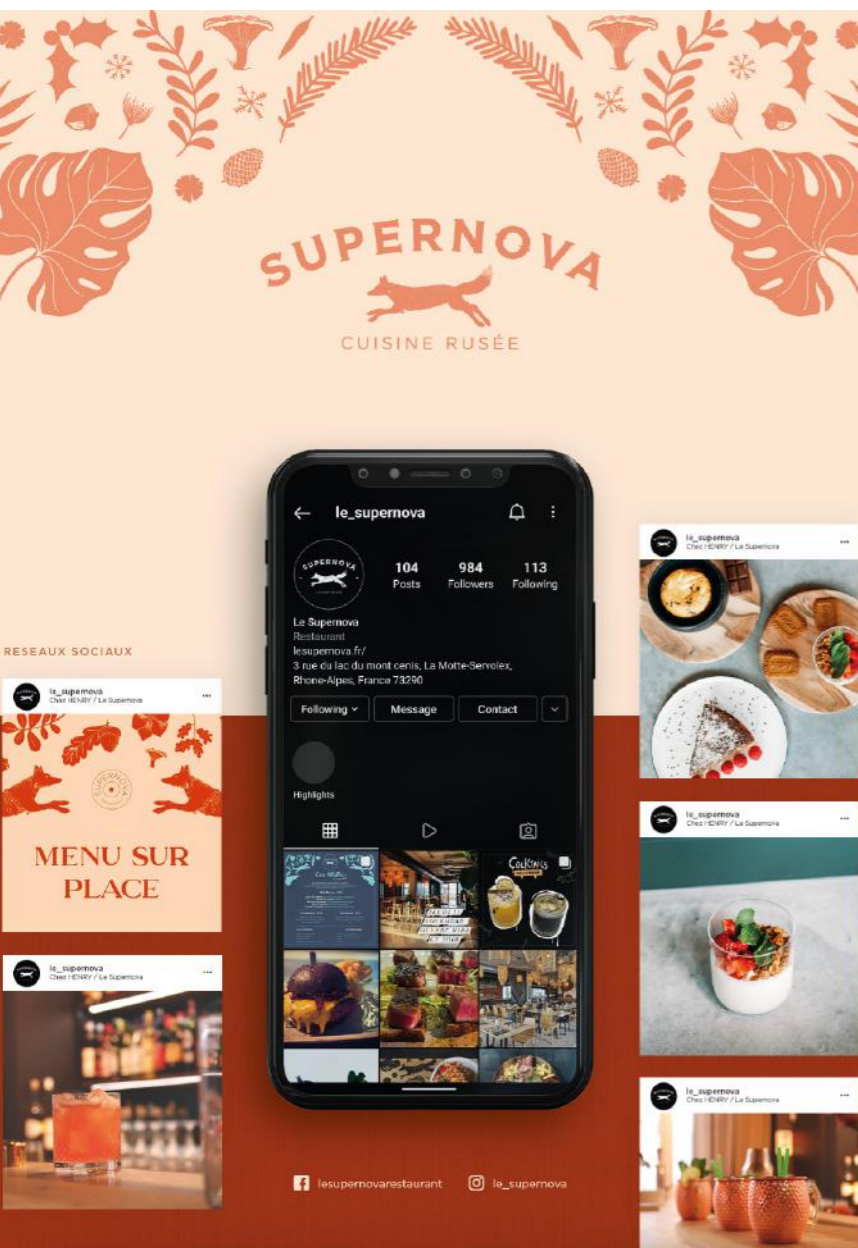 SUPERNOVA
CUISINE RUSÉE
le_supernova
SUPERNOVA
104
Posts
984
Followers
113
Following
Le Supernova
Restaurant
lesupernova.fr/
3 rue du lac du mont cenis, La Motte-Servolex,
Rhone-Alpes, France 73290
Following
Message
Contact
Highlights
Cocktails
RESEAUX SOCIAUX
le_supernova
Chez HENRY / Le Supernova
SUPERNOVA
MENU SUR
PLACE
le_supernova
Chez HENRY / Le Supernova
le_supernova
Chez HENRY / Le Supernova
le_supernova
Chez HENRY / Le Supernova
le_supernova
Chez HENRY / Le Supernova
lesupernovarestaurant
le_supernova